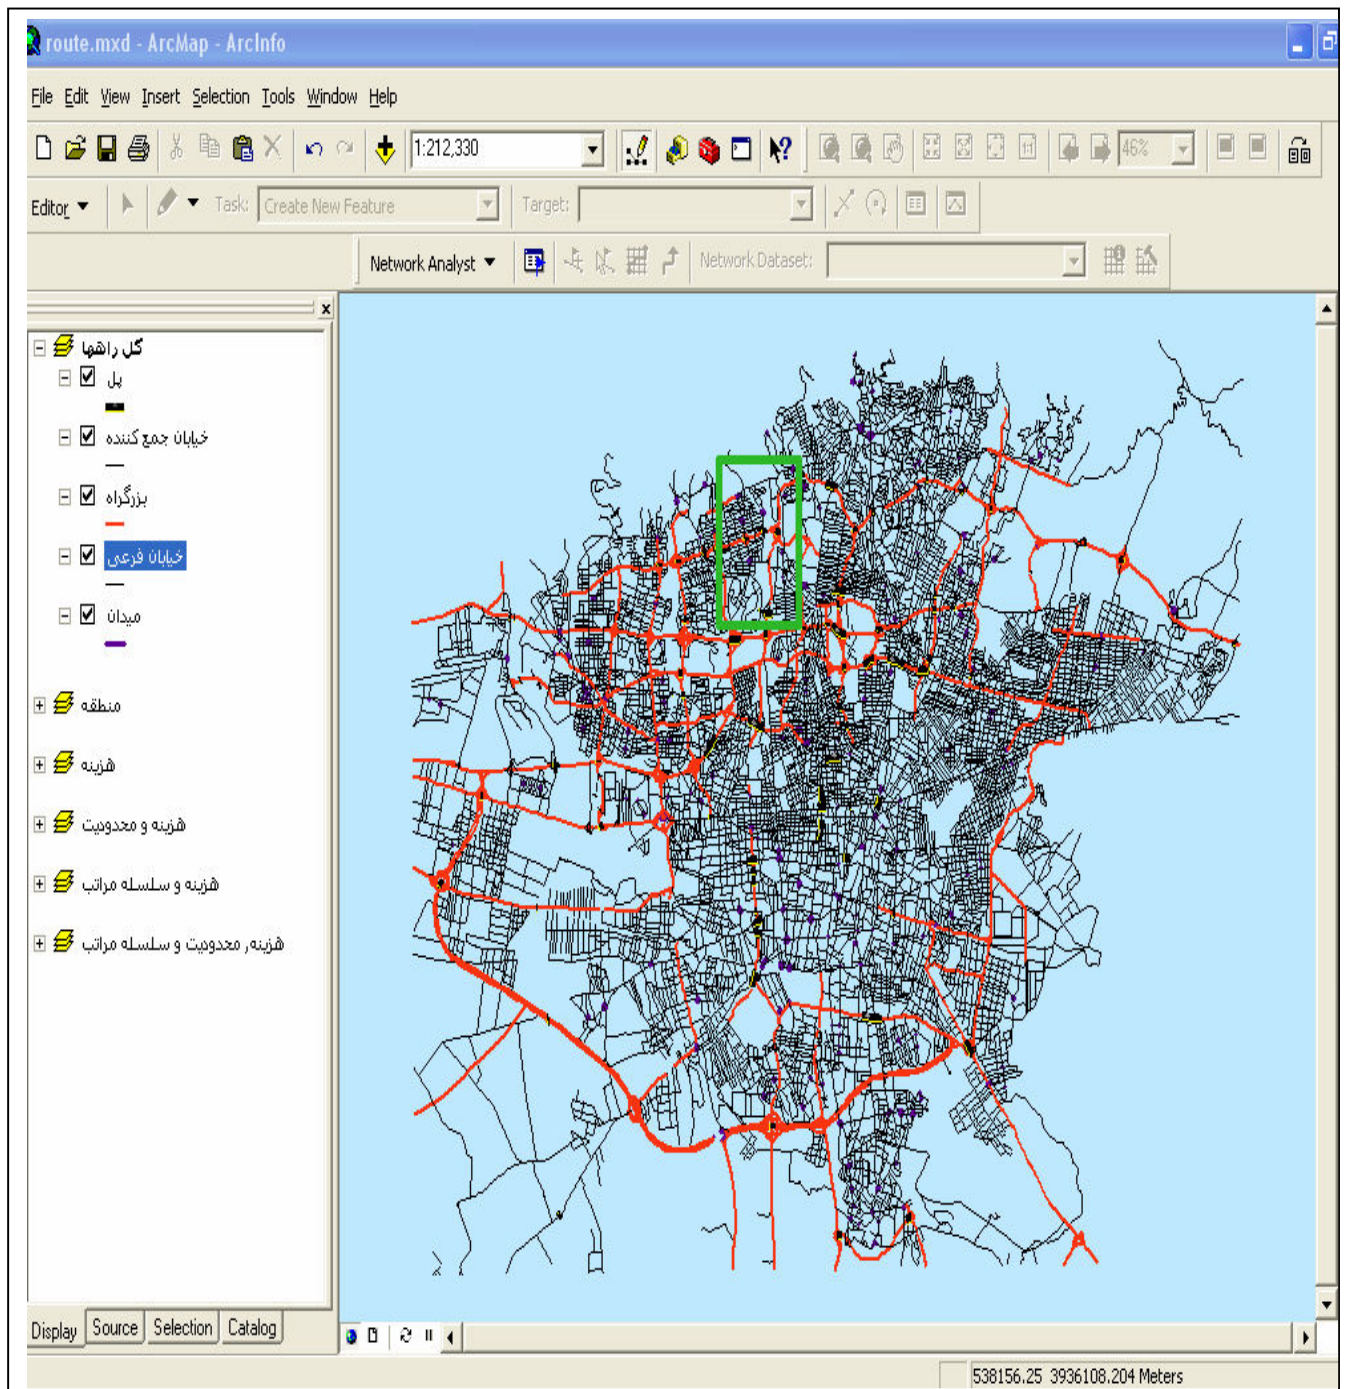 route.mxd - ArcMap - ArcInfo
File Edit View Insert Selection Tools Window Help
1:212,330
46%
Editor
Task: Create New Feature
Target:
Network Analyst
Network Dataset:
گل راهها
پل
خیابان جمع کننده
بزرگراه
خیابان فرعی
میدان
منطقه
هزینه
هزینه و محدودیت
هزینه و سلسله مراتب
هزینه, محدودیت و سلسله مراتب
Display Source Selection Catalog
538156.25 3936108.204 Meters